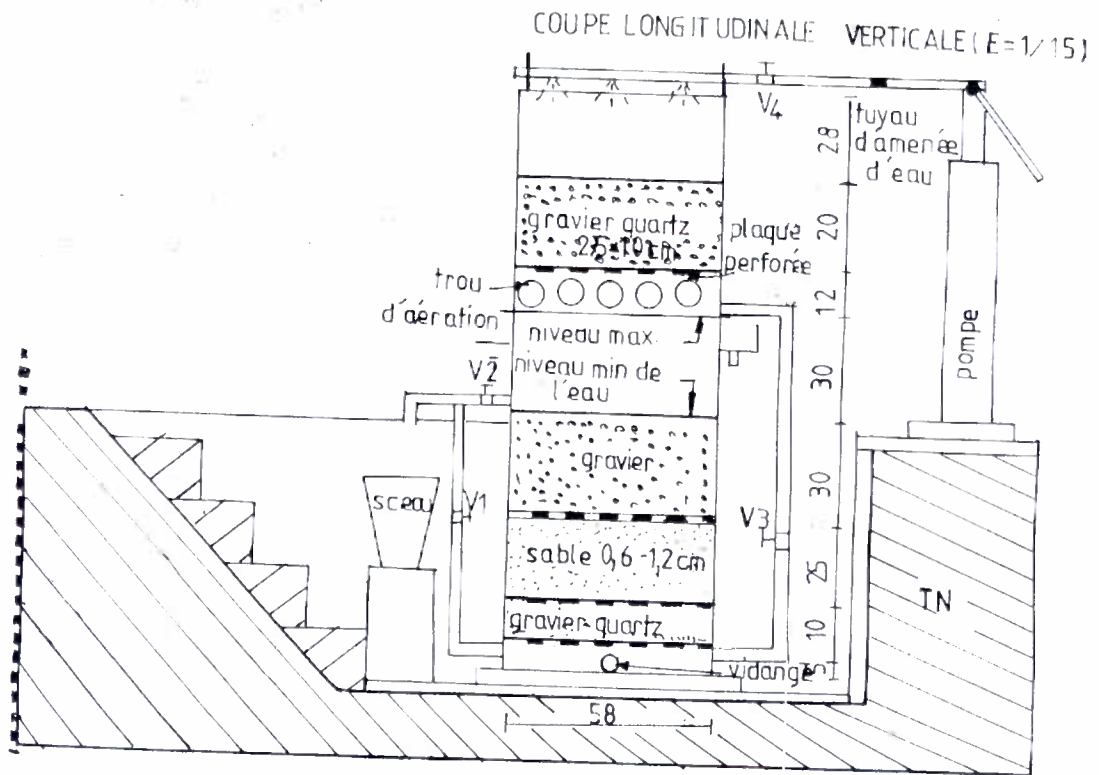 COUPE LONGITUDINALE VERTICALE (E=1/15)
V4
tuyau
d'amenée
d'eau
28
gravier quartz
plaque
perforée
20
trou
d'aération
12
niveau max.
pompe
V2
niveau min de
l'eau
30
gravier
sceau
V1
V3
30
sable 0,6-1,2cm
25
TN
gravier-quartz
10
vidange
5
58